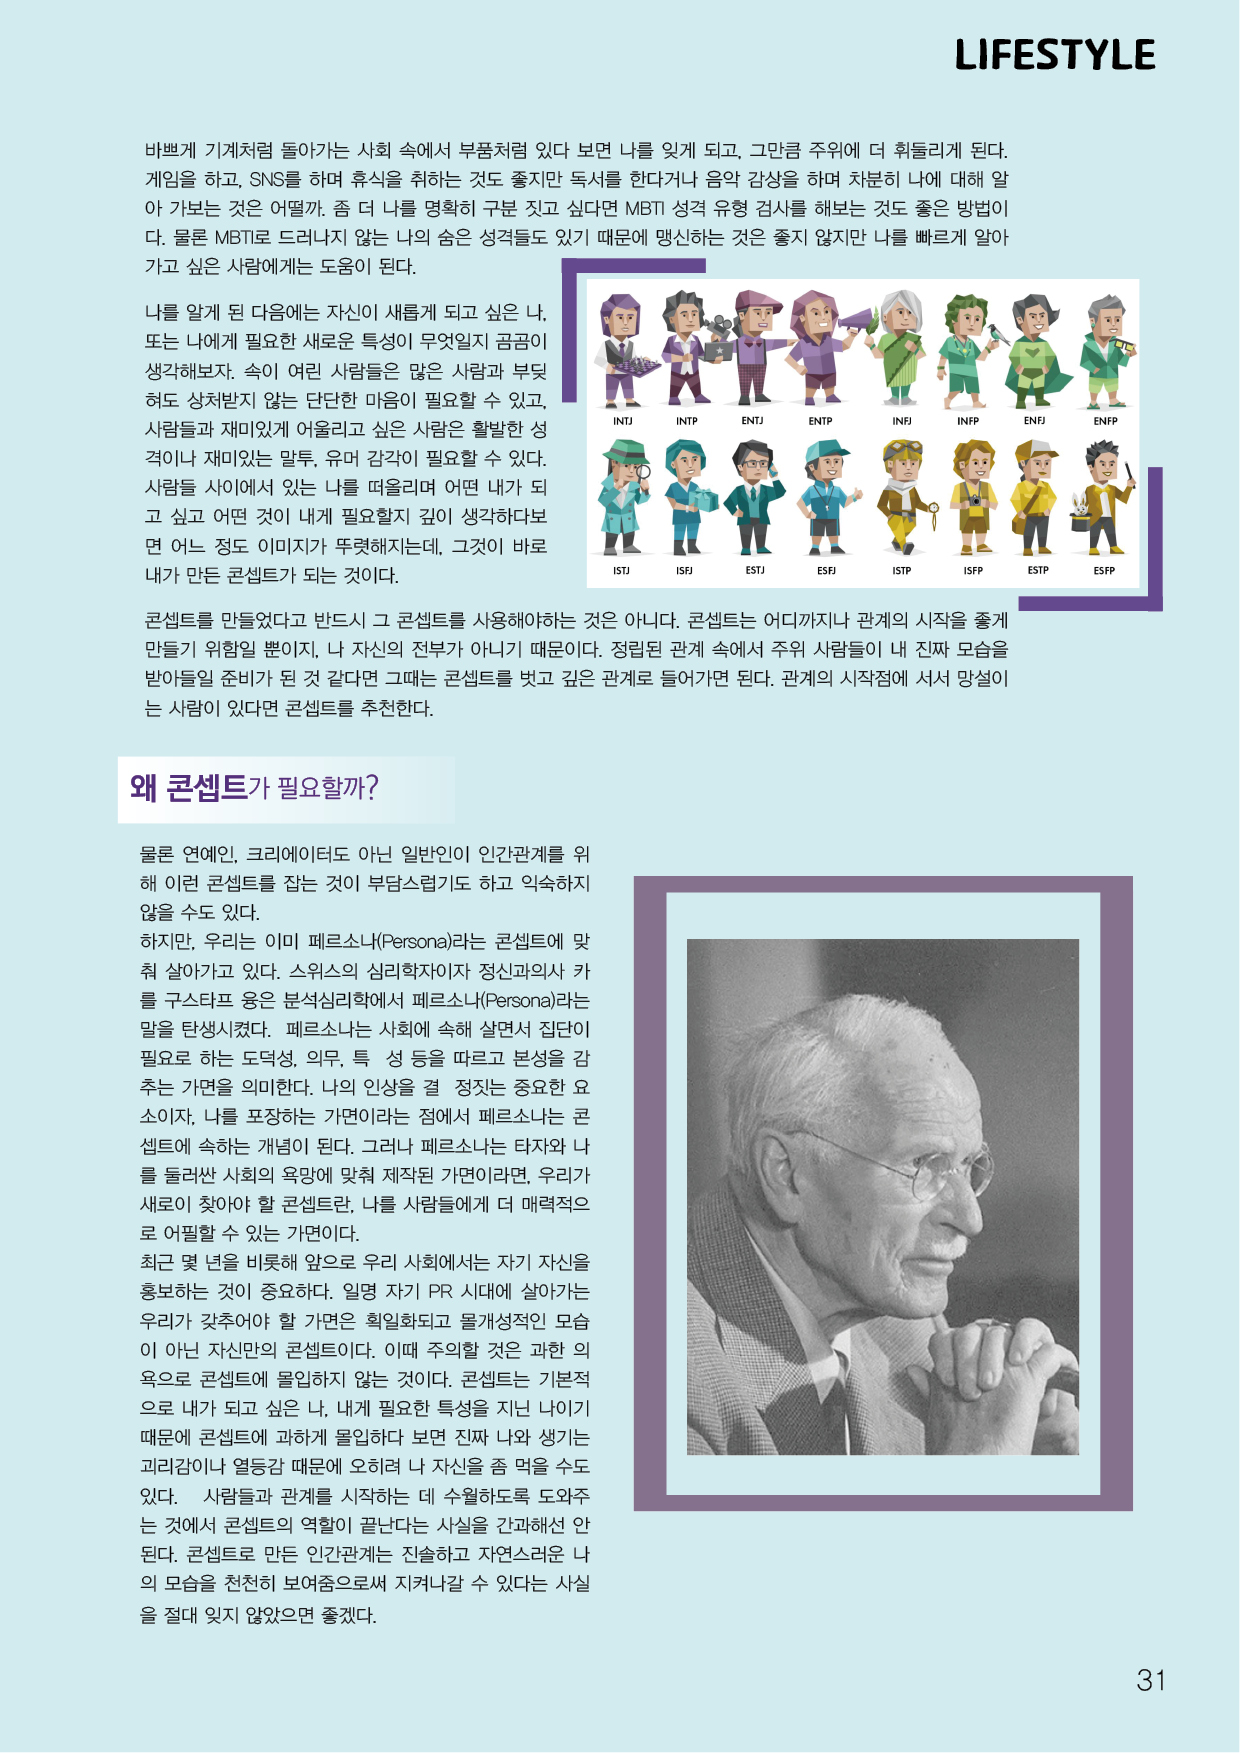 LIFESTYLE
바쁘게 기계처럼 돌아가는 사회 속에서 부품처럼 있다 보면 나를 잊게 되고, 그만큼 주위에 더 휘둘리게 된다.
게임을 하고, SNS를 하며 휴식을 취하는 것도 좋지만 독서를 한다거나 음악 감상을 하며 차분히 나에 대해 알
아 가보는 것은 어떨까. 좀 더 나를 명확히 구분 짓고 싶다면 MBTI 성격 유형 검사를 해보는 것도 좋은 방법이
다. 물론 MBTI로 드러나지 않는 나의 숨은 성격들도 있기 때문에 맹신하는 것은 좋지 않지만 나를 빠르게 알아
가고 싶은 사람에게는 도움이 된다.
나를 알게 된 다음에는 자신이 새롭게 되고 싶은 나,
또는 나에게 필요한 새로운 특성이 무엇일지 곰곰이
생각해보자. 속이 여린 사람들은 많은 사람과 부딪
혀도 상처받지 않는 단단한 마음이 필요할 수 있고,
사람들과 재미있게 어울리고 싶은 사람은 활발한 성
격이나 재미있는 말투, 유머 감각이 필요할 수 있다.
사람들 사이에서 있는 나를 떠올리며 어떤 내가 되
고 싶고 어떤 것이 내게 필요할지 깊이 생각하다보
면 어느 정도 이미지가 뚜렷해지는데, 그것이 바로
내가 만든 콘셉트가 되는 것이다.
INTJ INTP ENTJ ENTP INFJ INFP ENFJ ENFP
ISTJ ISFJ ESTJ ESFJ ISTP ISFP ESTP ESFP
콘셉트를 만들었다고 반드시 그 콘셉트를 사용해야하는 것은 아니다. 콘셉트는 어디까지나 관계의 시작을 좋게
만들기 위함일 뿐이지, 나 자신의 전부가 아니기 때문이다. 정립된 관계 속에서 주위 사람들이 내 진짜 모습을
받아들일 준비가 된 것 같다면 그때는 콘셉트를 벗고 깊은 관계로 들어가면 된다. 관계의 시작점에 서서 망설이
는 사람이 있다면 콘셉트를 추천한다.
왜 콘셉트가 필요할까?
물론 연예인, 크리에이터도 아닌 일반인이 인간관계를 위
해 이런 콘셉트를 잡는 것이 부담스럽기도 하고 익숙하지
않을 수도 있다.
하지만, 우리는 이미 페르소나(Persona)라는 콘셉트에 맞
춰 살아가고 있다. 스위스의 심리학자이자 정신과의사 카
를 구스타프 융은 분석심리학에서 페르소나(Persona)라는
말을 탄생시켰다. 페르소나는 사회에 속해 살면서 집단이
필요로 하는 도덕성, 의무, 특 성 등을 따르고 본성을 감
추는 가면을 의미한다. 나의 인상을 결 정짓는 중요한 요
소이자, 나를 포장하는 가면이라는 점에서 페르소나는 콘
셉트에 속하는 개념이 된다. 그러나 페르소나는 타자와 나
를 둘러싼 사회의 욕망에 맞춰 제작된 가면이라면, 우리가
새로이 찾아야 할 콘셉트란, 나를 사람들에게 더 매력적으
로 어필할 수 있는 가면이다.
최근 몇 년을 비롯해 앞으로 우리 사회에서는 자기 자신을
홍보하는 것이 중요하다. 일명 자기 PR 시대에 살아가는
우리가 갖추어야 할 가면은 획일화되고 몰개성적인 모습
이 아닌 자신만의 콘셉트이다. 이때 주의할 것은 과한 의
욕으로 콘셉트에 몰입하지 않는 것이다. 콘셉트는 기본적
으로 내가 되고 싶은 나, 내게 필요한 특성을 지닌 나이기
때문에 콘셉트에 과하게 몰입하다 보면 진짜 나와 생기는
괴리감이나 열등감 때문에 오히려 나 자신을 좀 먹을 수도
있다. 사람들과 관계를 시작하는 데 수월하도록 도와주
는 것에서 콘셉트의 역할이 끝난다는 사실을 간과해선 안
된다. 콘셉트로 만든 인간관계는 진솔하고 자연스러운 나
의 모습을 천천히 보여줌으로써 지켜나갈 수 있다는 사실
을 절대 잊지 않았으면 좋겠다.
31